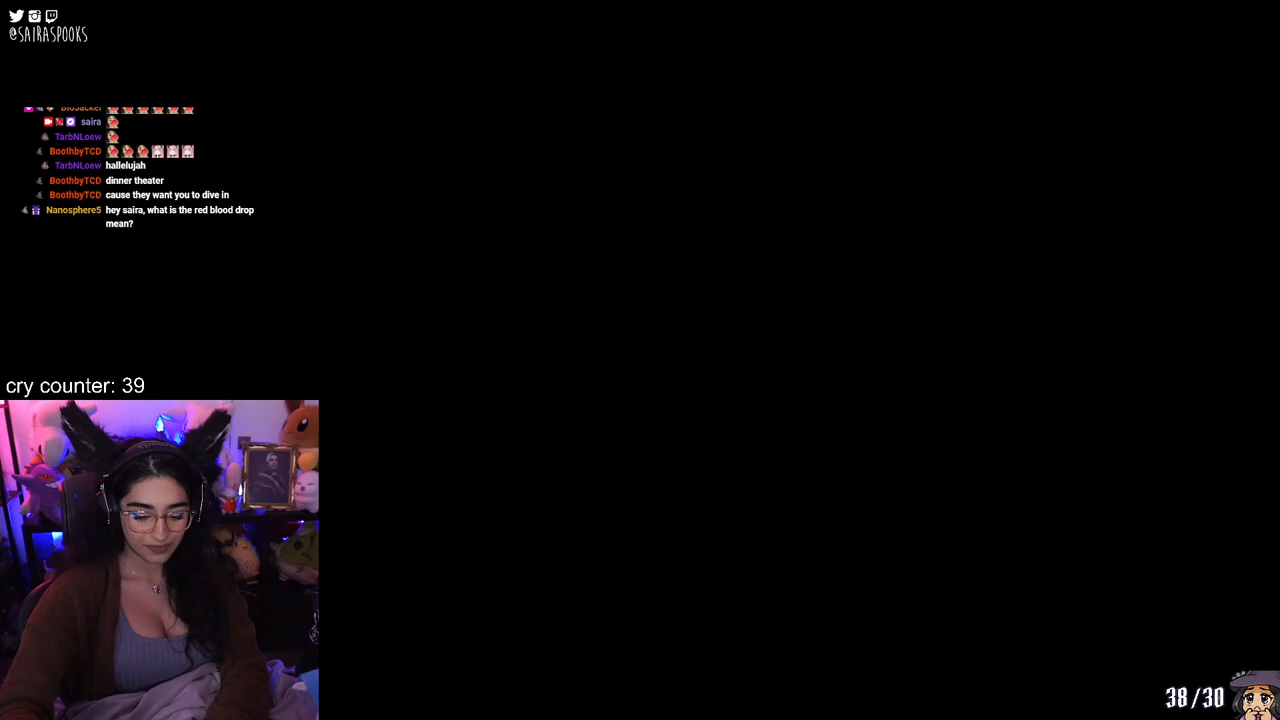 @SAIRASPOOKS
BioJacker
saira
TarbNLoew
BoothbyTCD
TarbNLoew hallelujah
BoothbyTCD dinner theater
BoothbyTCD cause they want you to dive in
Nanosphere5 hey saira, what is the red blood drop
mean?
cry counter: 39
38/30